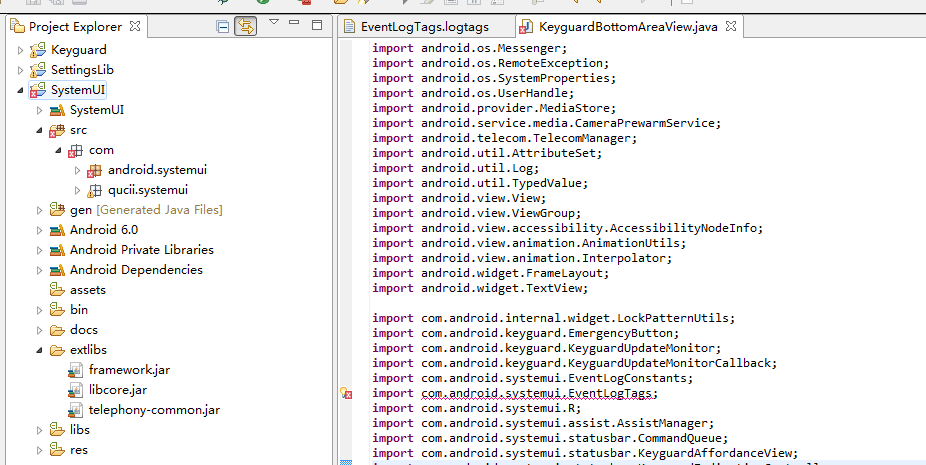 Project Explorer
Keyguard
SettingsLib
SystemUI
SystemUI
src
com
android.systemui
qucii.systemui
gen [Generated Java Files]
Android 6.0
Android Private Libraries
Android Dependencies
assets
bin
docs
extlibs
framework.jar
libcore.jar
telephony-common.jar
libs
res
EventLogTags.logtags
KeyguardBottomAreaView.java
import android.os.Messenger;
import android.os.RemoteException;
import android.os.SystemProperties;
import android.os.UserHandle;
import android.provider.MediaStore;
import android.service.media.CameraPrewarmService;
import android.telecom.TelecomManager;
import android.util.AttributeSet;
import android.util.Log;
import android.util.TypedValue;
import android.view.View;
import android.view.ViewGroup;
import android.view.accessibility.AccessibilityNodeInfo;
import android.view.animation.AnimationUtils;
import android.view.animation.Interpolator;
import android.widget.FrameLayout;
import android.widget.TextView;
import com.android.internal.widget.LockPatternUtils;
import com.android.keyguard.EmergencyButton;
import com.android.keyguard.KeyguardUpdateMonitor;
import com.android.keyguard.KeyguardUpdateMonitorCallback;
import com.android.systemui.EventLogConstants;
import com.android.systemui.EventLogTags;
import com.android.systemui.R;
import com.android.systemui.assist.AssistManager;
import com.android.systemui.statusbar.CommandQueue;
import com.android.systemui.statusbar.KeyguardAffordanceView;